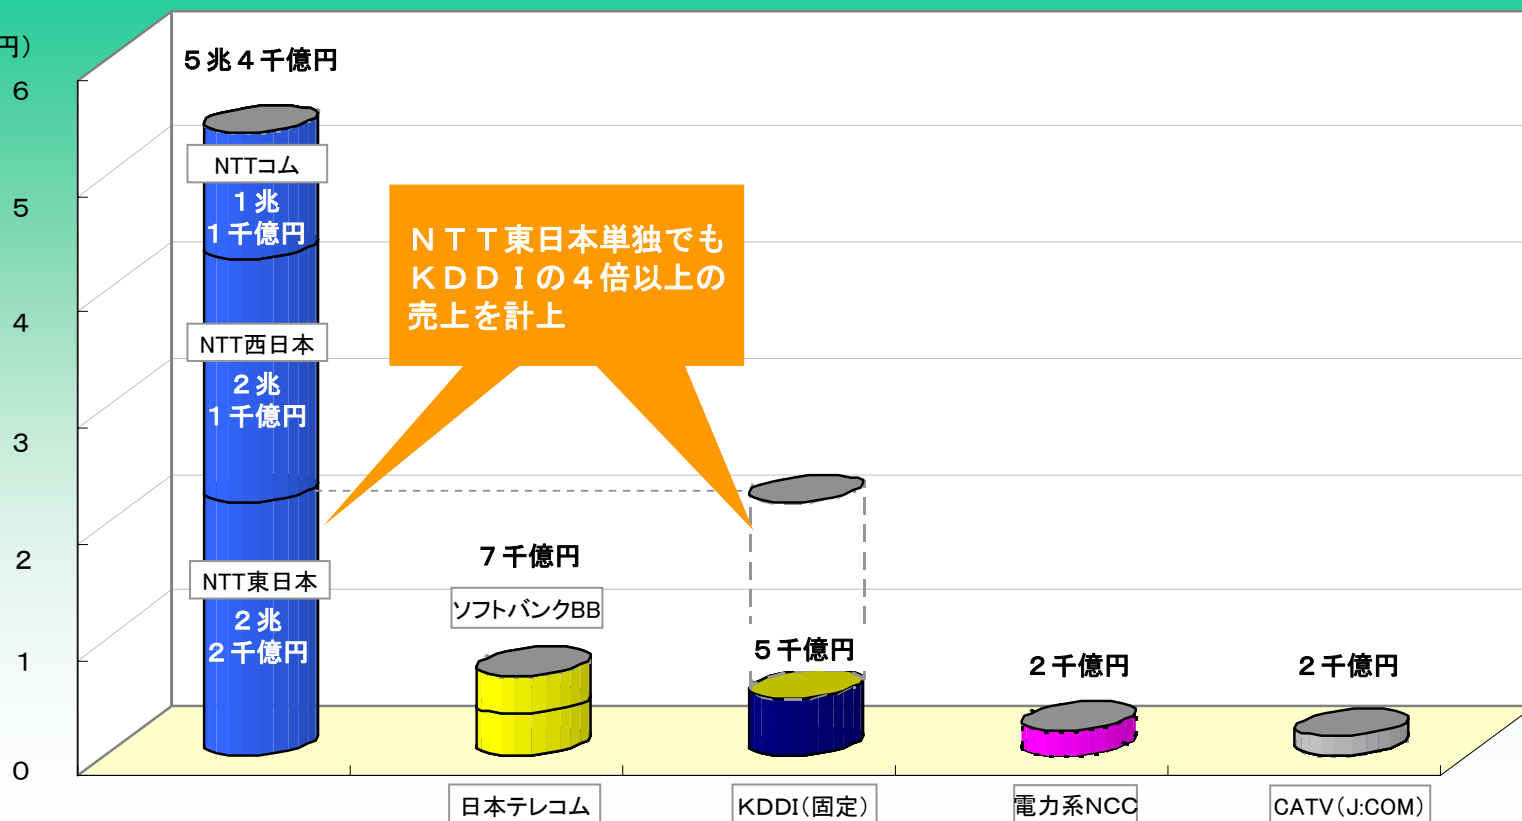 円)
5兆4千億円
6
5
4
3
2
1
0
NTTコム
1兆
1千億円
NTT西日本
2兆
1千億円
NTT東日本
2兆
2千億円
NTT東日本単独でも
KDDIの4倍以上の
売上を計上
7千億円
ソフトバンクBB
5千億円
2千億円
2千億円
日本テレコム
KDDI(固定)
電力系NCC
CATV(J:COM)